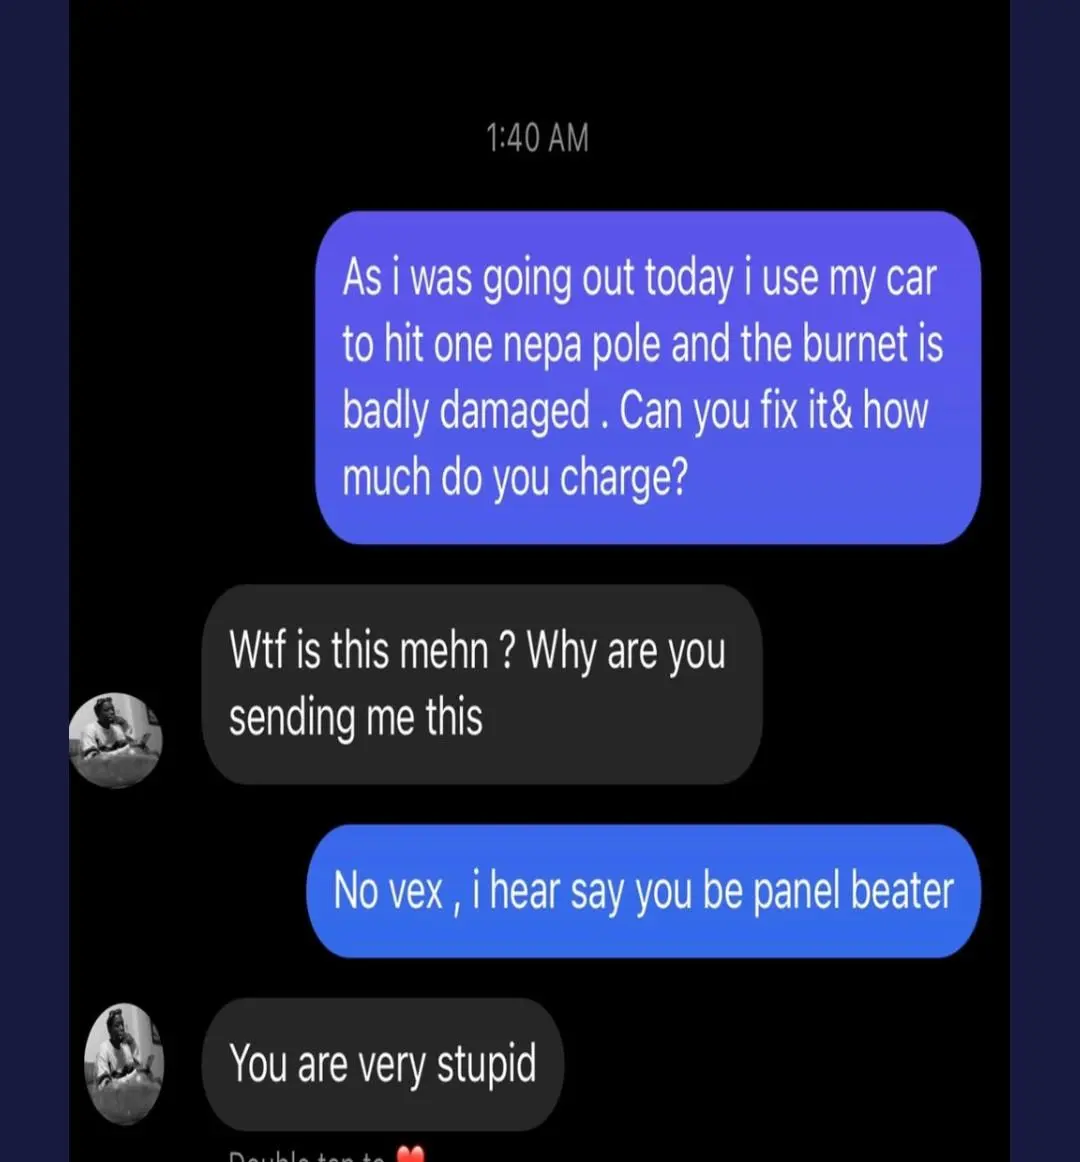 1:40 AM
As i was going out today i use my car
to hit one nepa pole and the burnet is
badly damaged . Can you fix it& how
much do you charge?
Wtf is this mehn ? Why are you
sending me this
No vex , i hear say you be panel beater
You are very stupid
Double tap to ❤️